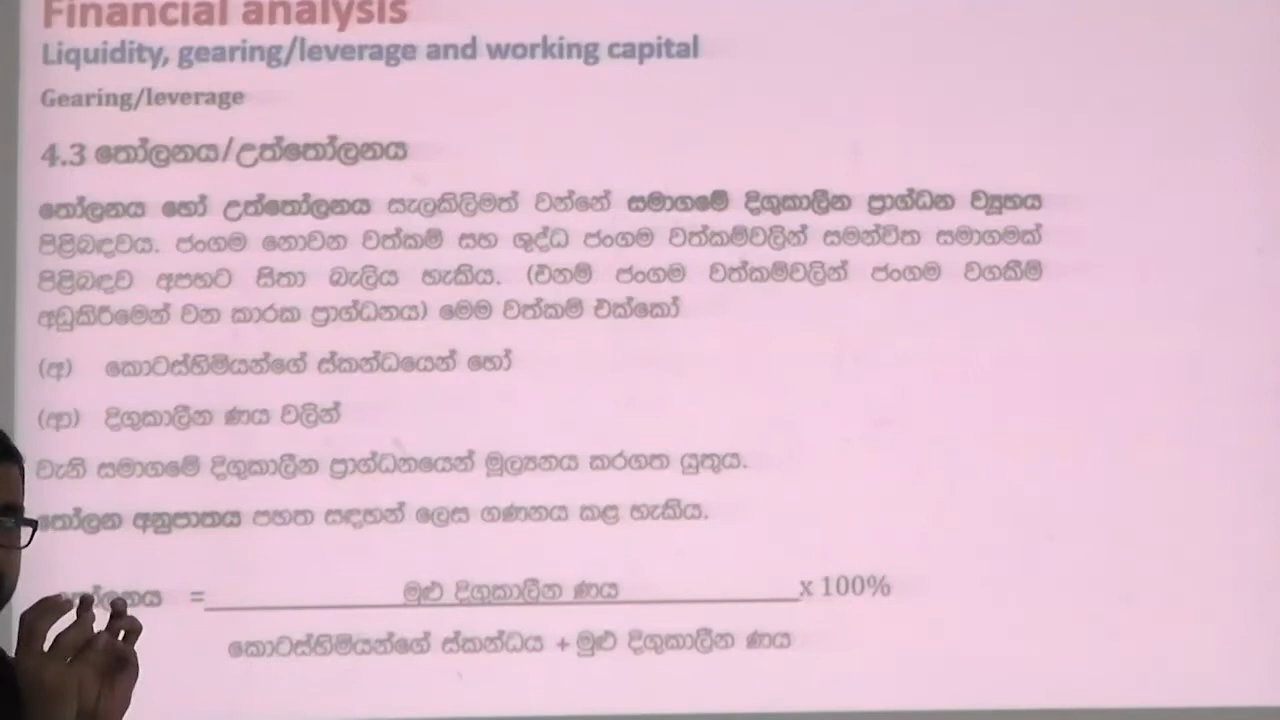 Financial analysis
Liquidity, gearing/leverage and working capital
Gearing/leverage
4.3 තෝලනය/උත්තෝලනය
තෝලනය හෝ උත්තෝලනය සැලකිලිමත් වන්නේ සමාගමේ දිගුකාලීන ප්‍රාග්ධන ව්‍යුහය
පිළිබඳවය. ජංගම නොවන වත්කම් සහ ශුද්ධ ජංගම වත්කම්වලින් සමන්විත සමාගමක්
පිළිබඳව අපහට සිතා බැලිය හැකිය. (එනම් ජංගම වත්කම්වලින් ජංගම වගකීම්
අඩුකිරීමෙන් වන කාරක ප්‍රාග්ධනය) මෙම වත්කම් එක්කෝ
(අ) කොටස්හිමියන්ගේ ස්කන්ධයෙන් හෝ
(ආ) දිගුකාලීන ණය වලින්
වැනි සමාගමේ දිගුකාලීන ප්‍රාග්ධනයෙන් මූල්‍යනය කරගත යුතුය.
තෝලන අනුපාතය පහත සඳහන් ලෙස ගණනය කළ හැකිය.
= මුළු දිගුකාලීන ණය x 100%
කොටස්හිමියන්ගේ ස්කන්ධය + මුළු දිගුකාලීන ණය